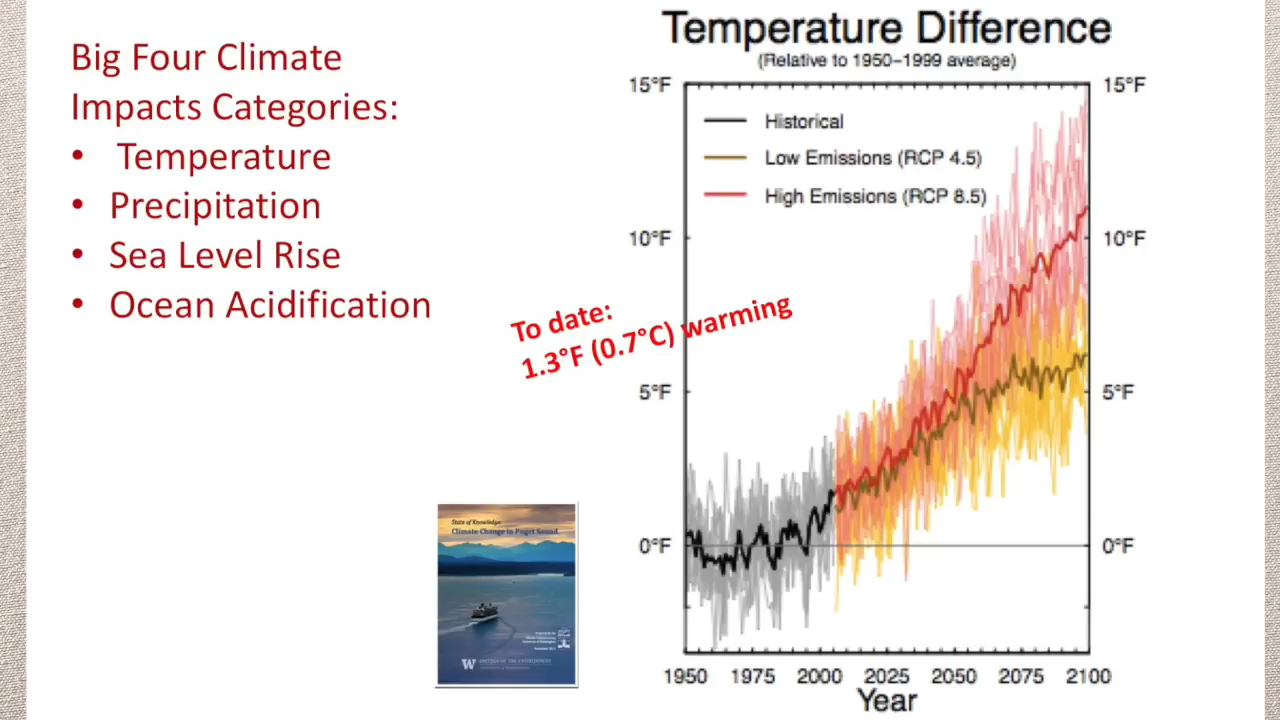 Big Four Climate
Impacts Categories:
• Temperature
• Precipitation
• Sea Level Rise
• Ocean Acidification
To date:
1.3°F (0.7°C) warming
State of Knowledge:
Climate Change in Puget Sound
W
Temperature Difference
(Relative to 1950–1999 average)
15°F 15°F
Historical
Low Emissions (RCP 4.5)
High Emissions (RCP 8.5)
10°F 10°F
5°F 5°F
0°F 0°F
1950 1975 2000 2025 2050 2075 2100
Year